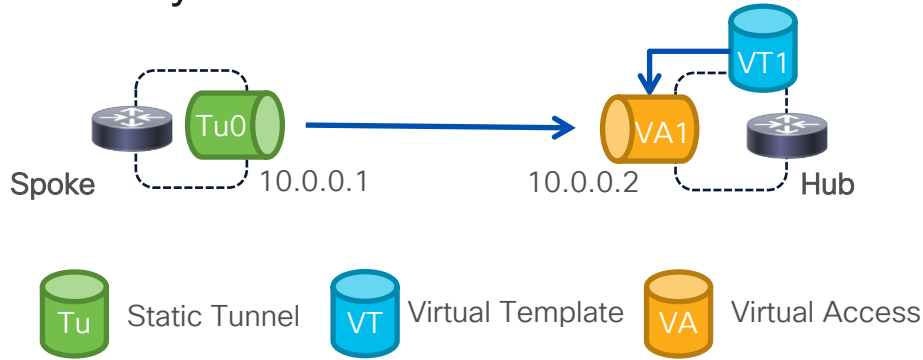 VT1
Tu0
VA1
Spoke
10.0.0.1
10.0.0.2
Hub
Tu
Static Tunnel
VT
Virtual Template
VA
Virtual Access